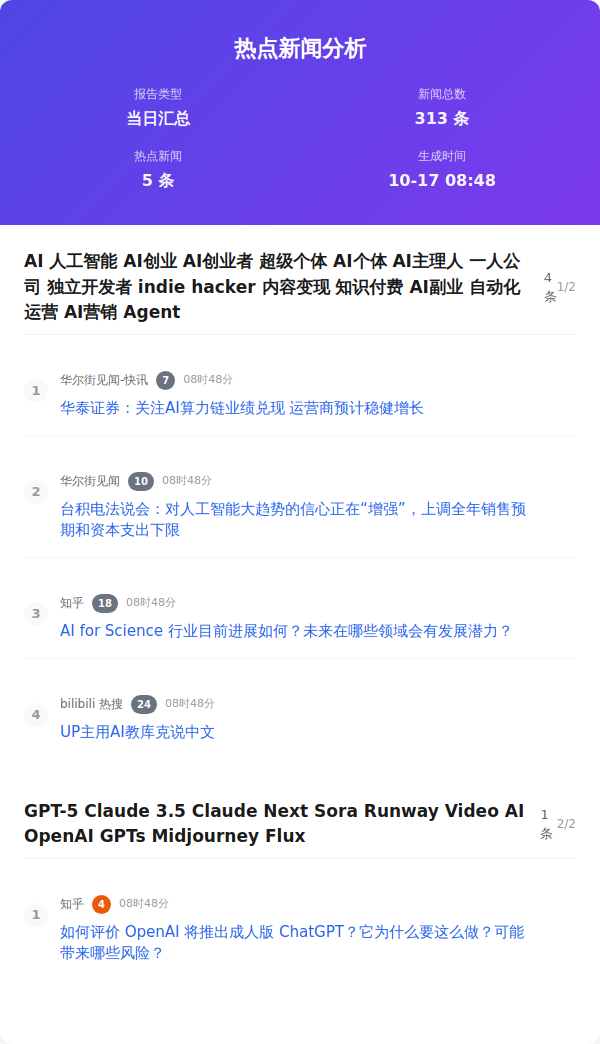 热点新闻分析
报告类型
当日汇总
新闻总数
313 条
热点新闻
5 条
生成时间
10-17 08:48
AI 人工智能 AI创业 AI创业者 超级个体 AI个体 AI主理人 一人公
司 独立开发者 indie hacker 内容变现 知识付费 AI副业 自动化
运营 AI营销 Agent
4
条
1/2
1
华尔街见闻-快讯 7 08时48分
华泰证券：关注AI算力链业绩兑现 运营商预计稳健增长
2
华尔街见闻 10 08时48分
台积电法说会：对人工智能大趋势的信心正在“增强”，上调全年销售预
期和资本支出下限
3
知乎 18 08时48分
AI for Science 行业目前进展如何？未来在哪些领域会有发展潜力？
4
bilibili 热搜 24 08时48分
UP主用AI教库克说中文
GPT-5 Claude 3.5 Claude Next Sora Runway Video AI
OpenAI GPTs Midjourney Flux
1
条
2/2
1
知乎 4 08时48分
如何评价 OpenAI 将推出成人版 ChatGPT？它为什么要这么做？可能
带来哪些风险？